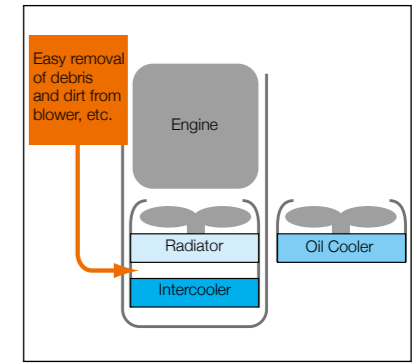 Easy removal
of debris
and dirt from
blower, etc.
Engine
Radiator
Oil Cooler
Intercooler